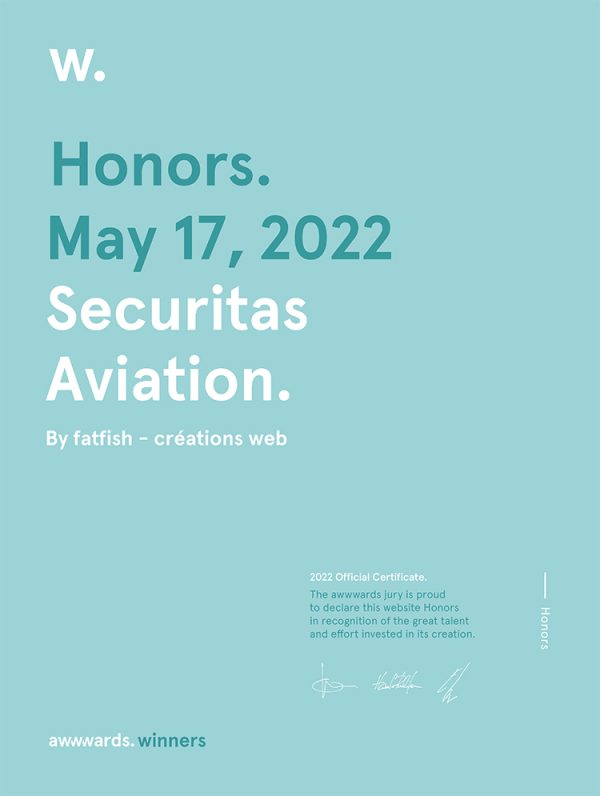 w.
Honors.
May 17, 2022
Securitas
Aviation.
By fatfish - créations web
2022 Official Certificate.
The awwwards jury is proud
to declare this website Honors
in recognition of the great talent
and effort invested in its creation.
Honors
awwwards. winners